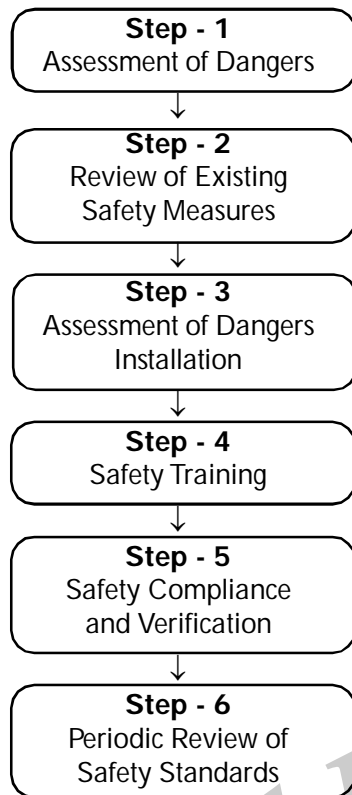 Step - 1
Assessment of Dangers
Step - 2
Review of Existing
Safety Measures
Step - 3
Assessment of Dangers
Installation
Step - 4
Safety Training
Step - 5
Safety Compliance
and Verification
Step - 6
Periodic Review of
Safety Standards